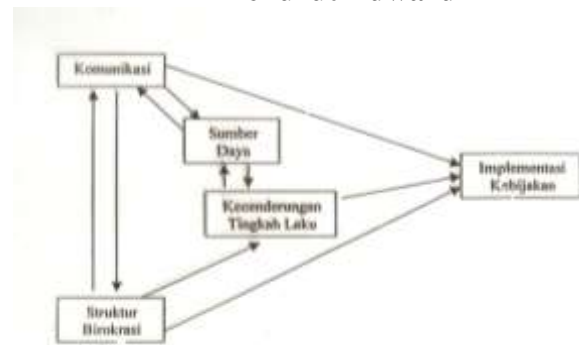 Komunikasi
Sumber
Daya
Implementasi
Kebijakan
Kecenderungan
Tingkah Laku
Struktur
Birokrasi